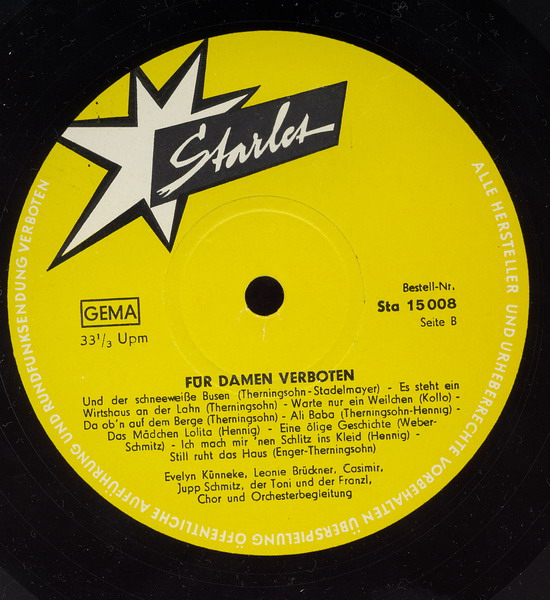 Starlet
GEMA
33 1/3 Upm
Bestell-Nr.
Sta 15 008
Seite B
FÜR DAMEN VERBOTEN
Und der schneeweiße Busen (Therningsohn-Stadelmayer) - Es steht ein
Wirtshaus an der Lahn (Therningsohn) - Warte nur ein Weilchen (Kollo) -
Da ob'n auf dem Berge (Therningsohn) - Ali Baba (Therningsohn-Hennig) -
Das Mädchen Lolita (Hennig) - Eine ölige Geschichte (Weber-
Schmitz) - Ich mach mir 'nen Schlitz ins Kleid (Hennig) -
Still ruht das Haus (Enger-Therningsohn)
Evelyn Künneke, Leonie Brückner, Casimir,
Jupp Schmitz, der Toni und der Franzl,
Chor und Orchesterbegleitung
ALLE HERSTELLER UND URHEBERRECHTE VORBEHALTEN ÜBERSPIELUNG ÖFFENTLICHE AUFFÜHRUNG UND RUNDFUNKSENDUNG VERBOTEN